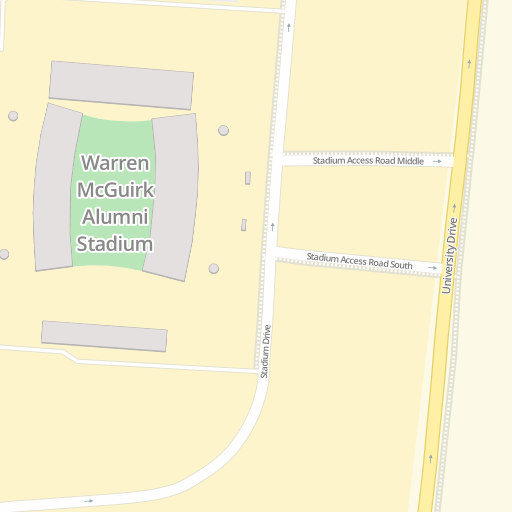 Warren
McGuirk
Alumni
Stadium
Stadium Access Road Middle
Stadium Access Road South
University Drive
Stadium Drive